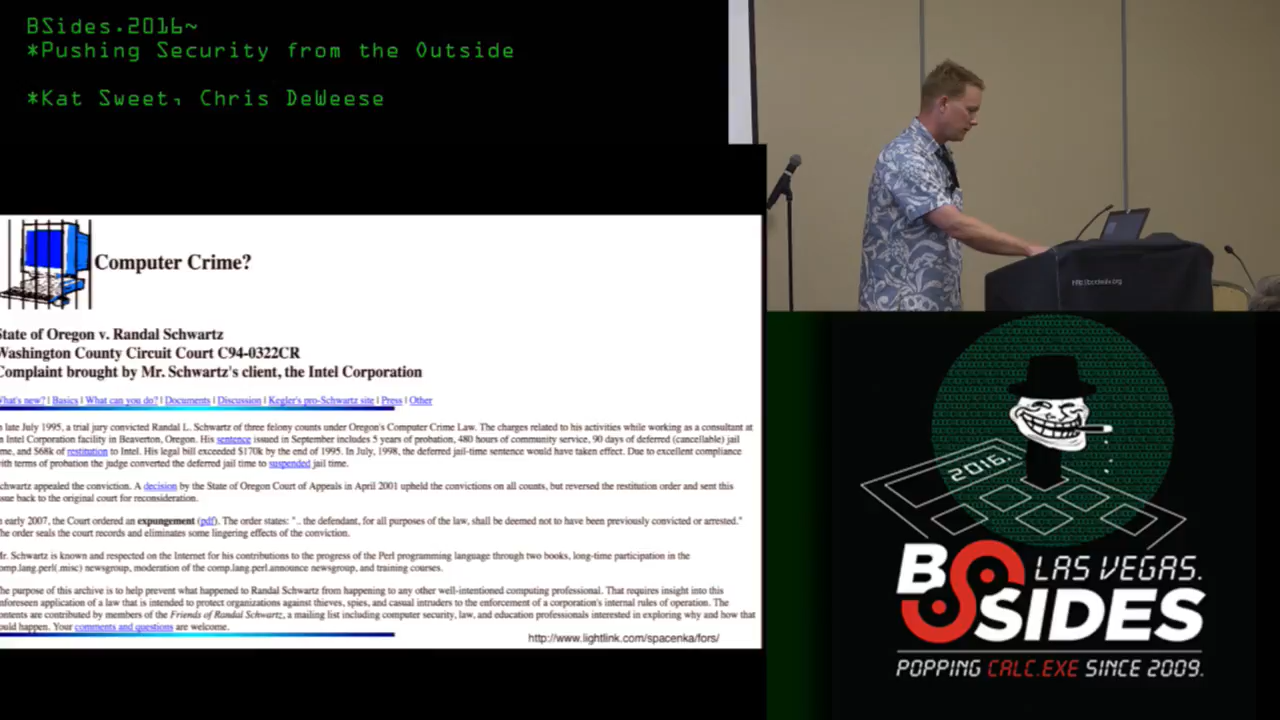 BSides.2016~
*Pushing Security from the Outside
*Kat Sweet, Chris DeWeese
Computer Crime?
State of Oregon v. Randal Schwartz
Washington County Circuit Court C94-0322CR
Complaint brought by Mr. Schwartz's client, the Intel Corporation
What's new? | Basics | What can you do? | Documents | Discussion | Kegler's pro-Schwartz site | Press | Other
n late July 1995, a trial jury convicted Randal L. Schwartz of three felony counts under Oregon's Computer Crime Law. The charges related to his activities while working as a consultant at
n Intel Corporation facility in Beaverton, Oregon. His sentence issued in September includes 5 years of probation, 480 hours of community service, 90 days of deferred (cancellable) jail
me, and $68k of restitution to Intel. His legal bill exceeded $170k by the end of 1995. In July, 1998, the deferred jail-time sentence would have taken effect. Due to excellent compliance
with terms of probation the judge converted the deferred jail time to suspended jail time.
chwartz appealed the conviction. A decision by the State of Oregon Court of Appeals in April 2001 upheld the convictions on all counts, but reversed the restitution order and sent this
sue back to the original court for reconsideration.
n early 2007, the Court ordered an expungement (pdf). The order states: ".. the defendant, for all purposes of the law, shall be deemed not to have been previously convicted or arrested."
he order seals the court records and eliminates some lingering effects of the conviction.
Mr. Schwartz is known and respected on the Internet for his contributions to the progress of the Perl programming language through two books, long-time participation in the
comp.lang.perl(.misc) newsgroup, moderation of the comp.lang.perl.announce newsgroup, and training courses.
he purpose of this archive is to help prevent what happened to Randal Schwartz from happening to any other well-intentioned computing professional. That requires insight into this
nforeseen application of a law that is intended to protect organizations against thieves, spies, and casual intruders to the enforcement of a corporation's internal rules of operation. The
ontents are contributed by members of the Friends of Randal Schwartz, a mailing list including computer security, law, and education professionals interested in exploring why and how that
ould happen. Your comments and questions are welcome.
http://www.lightlink.com/spacenka/fors/
2016.
BSIDES
LAS VEGAS.
POPPING CALC.EXE SINCE 2009.